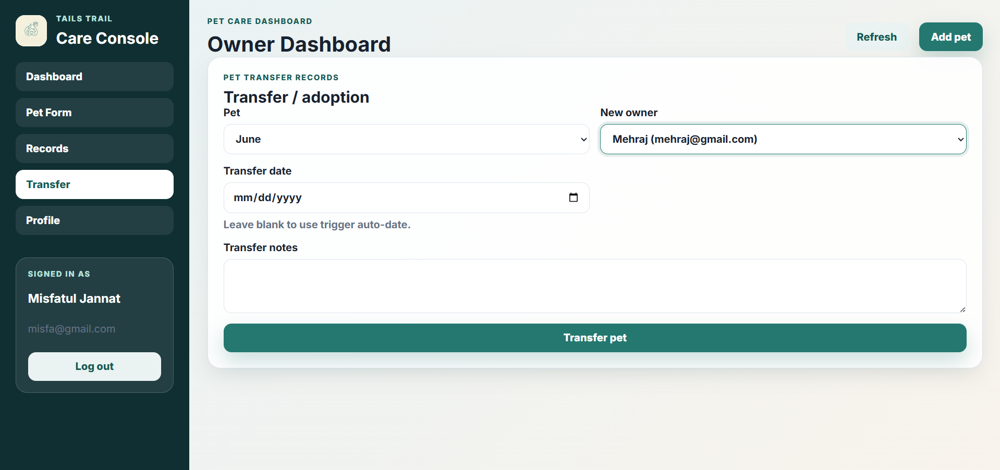 TAILS TRAIL
Care Console
Dashboard
Pet Form
Records
Transfer
Profile
SIGNED IN AS
Misfatul Jannat
misfa@gmail.com
Log out
PET CARE DASHBOARD
Owner Dashboard
Refresh
Add pet
PET TRANSFER RECORDS
Transfer / adoption
Pet
June
New owner
Mehraj (mehraj@gmail.com)
Transfer date
mm/dd/yyyy
Leave blank to use trigger auto-date.
Transfer notes
Transfer pet